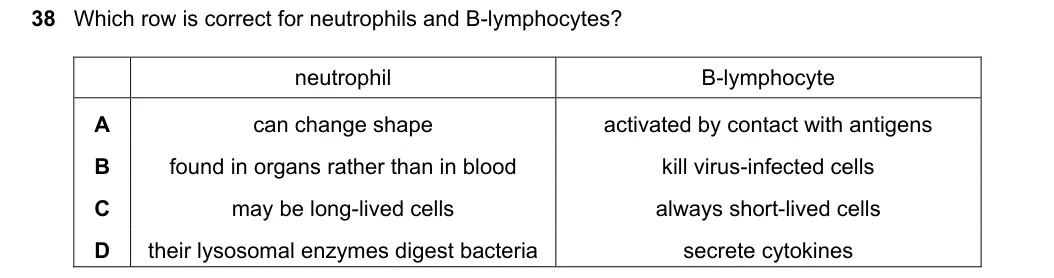 38 Which row is correct for neutrophils and B-lymphocytes?
neutrophil B-lymphocyte
A can change shape activated by contact with antigens
B found in organs rather than in blood kill virus-infected cells
C may be long-lived cells always short-lived cells
D their lysosomal enzymes digest bacteria secrete cytokines